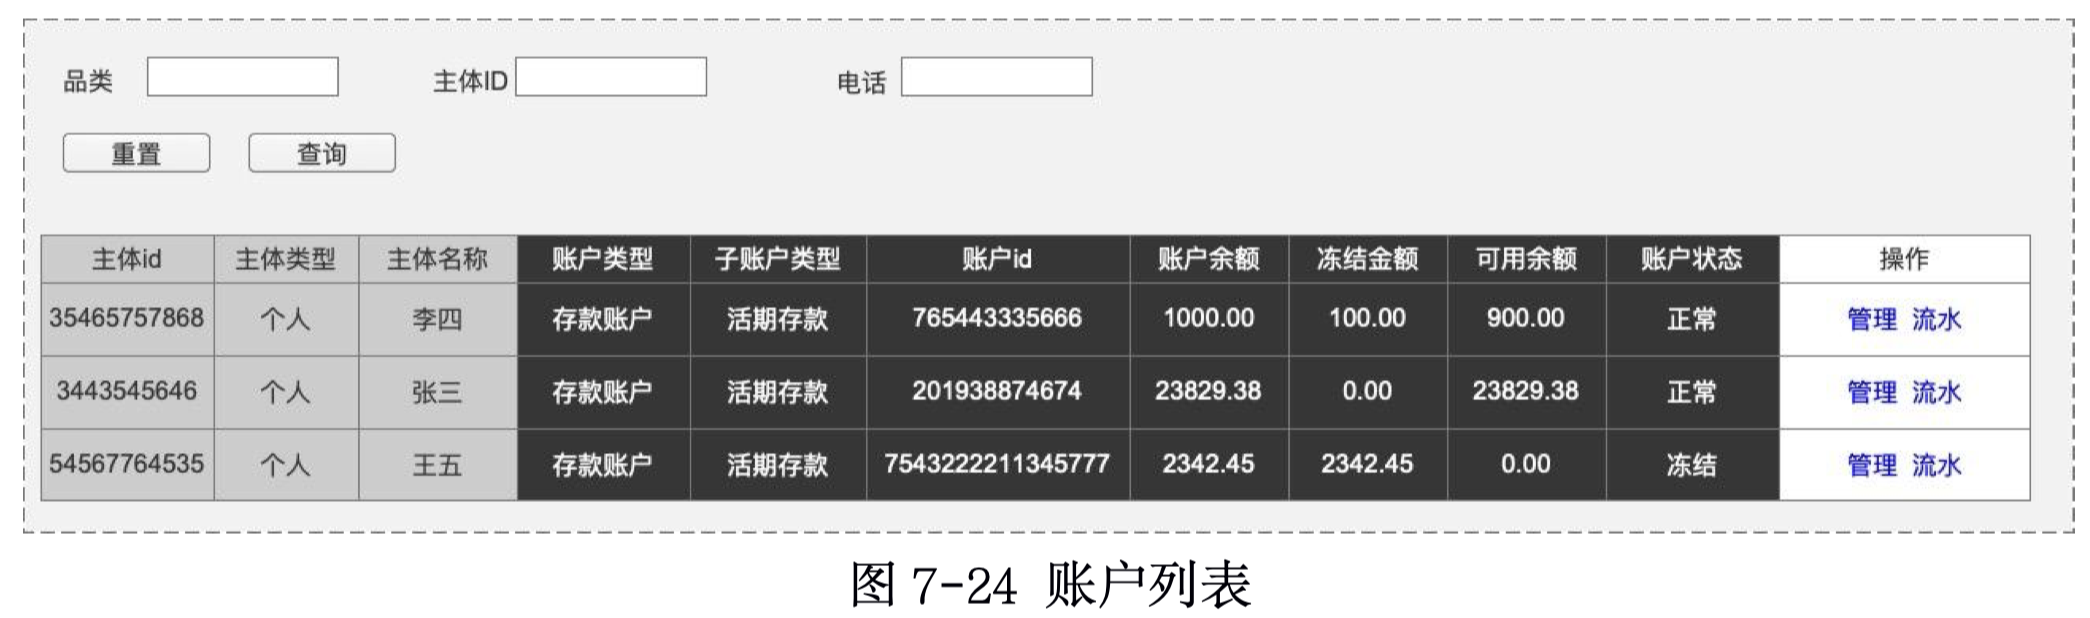 品类 主体ID 电话
重置 查询
主体id 主体类型 主体名称 账户类型 子账户类型 账户id 账户余额 冻结金额 可用余额 账户状态 操作
35465757868 个人 李四 存款账户 活期存款 765443335666 1000.00 100.00 900.00 正常 管理 流水
3443545646 个人 张三 存款账户 活期存款 201938874674 23829.38 0.00 23829.38 正常 管理 流水
54567764535 个人 王五 存款账户 活期存款 7543222211345777 2342.45 2342.45 0.00 冻结 管理 流水
图 7-24 账户列表